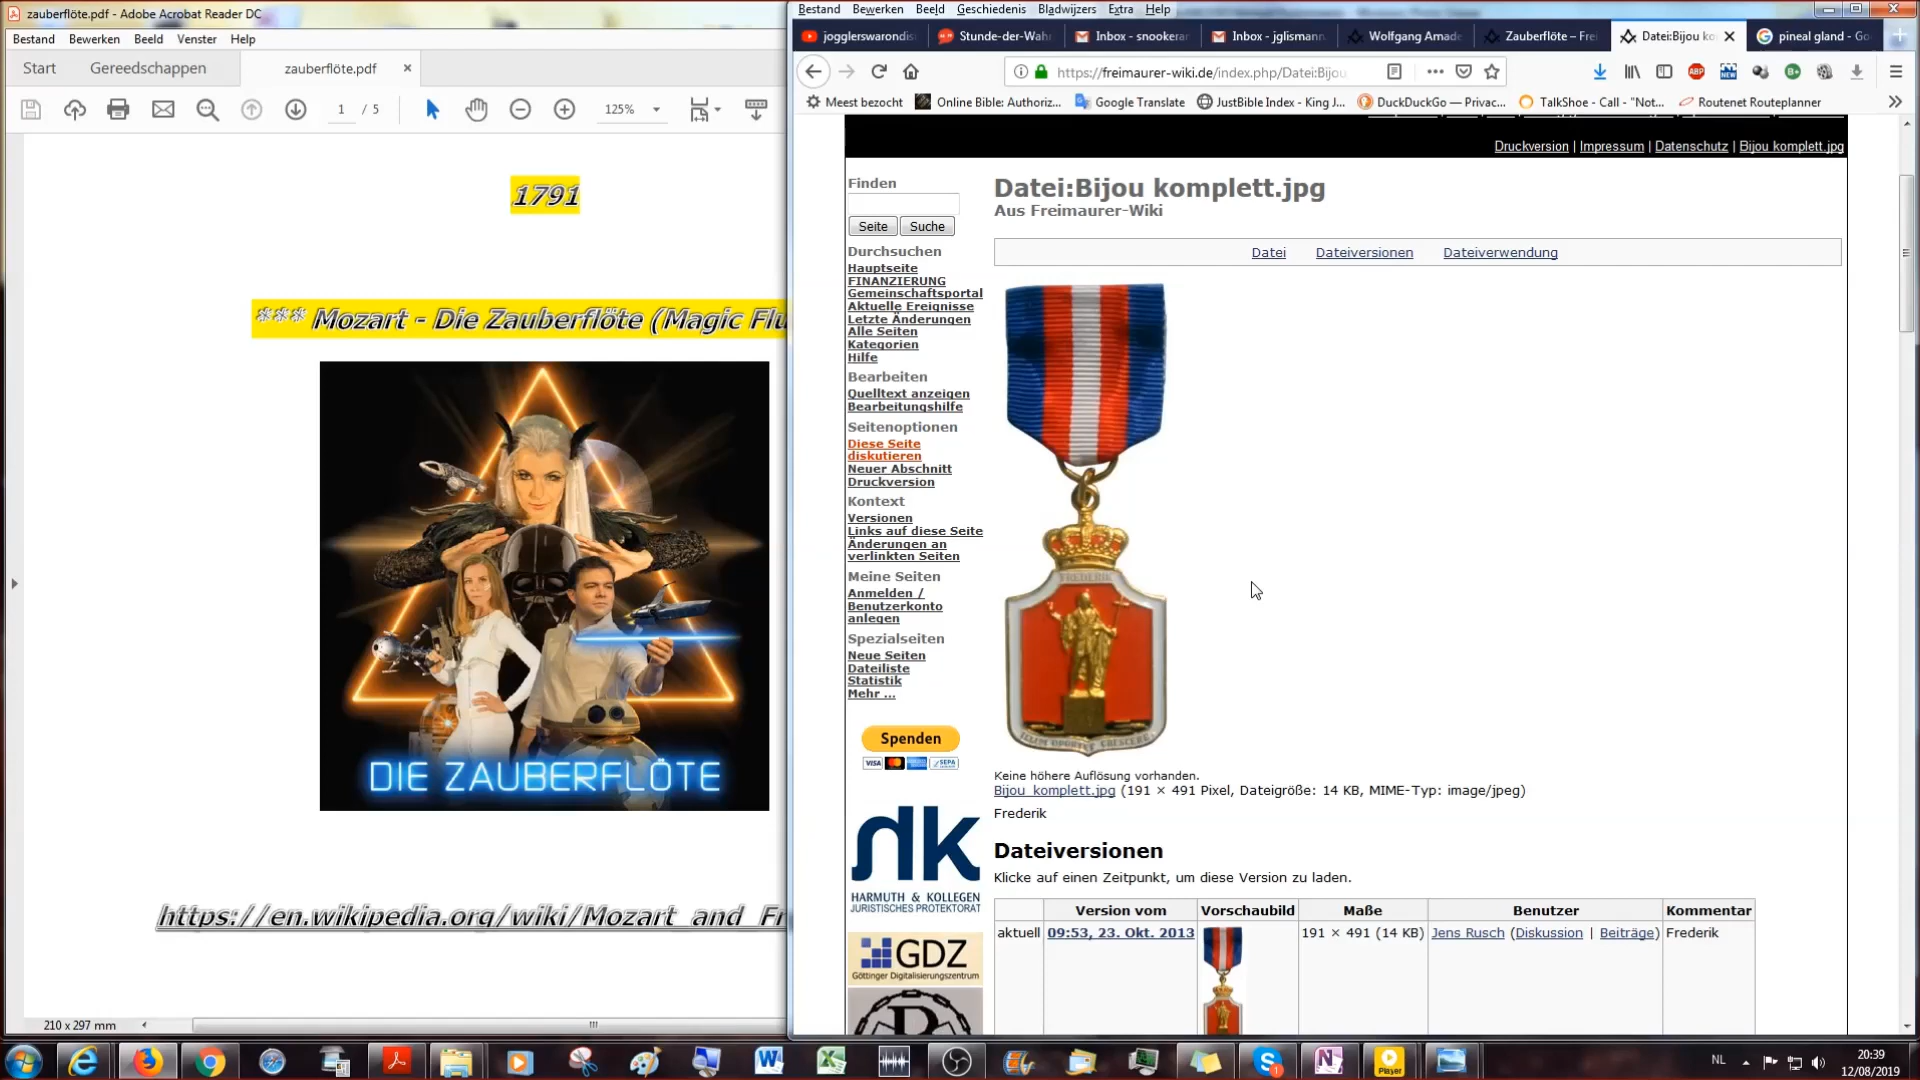 zauberflöte.pdf - Adobe Acrobat Reader DC
Bestand Bewerken Beeld Venster Help
Start Gereedschappen zauberflöte.pdf ×
1 / 5 125%
1791
*** Mozart - Die Zauberflöte (Magic Flu
DIE ZAUBERFLÖTE
https://en.wikipedia.org/wiki/Mozart_and_Fr
210 x 297 mm
Bestand Bewerken Beeld Geschiedenis Bladwijzers Extra Help
jogglerswarondis Stunde-der-Wah Inbox - snookerar Inbox - jglismann. Wolfgang Amade Zauberflöte – Frei Datei:Bijou ko pineal gland - Go
https://freimaurer-wiki.de/index.php/Datei:Bijou
Meest bezocht Online Bible: Authoriz... Google Translate JustBible Index - King J... DuckDuckGo — Privac... TalkShoe - Call - "Not... Routenet Routeplanner
Druckversion | Impressum | Datenschutz | Bijou komplett.jpg
Finden
Seite Suche
Durchsuchen
Hauptseite
FINANZIERUNG
Gemeinschaftsportal
Aktuelle Ereignisse
Letzte Änderungen
Alle Seiten
Kategorien
Hilfe
Bearbeiten
Quelltext anzeigen
Bearbeitungshilfe
Seitenoptionen
Diese Seite
diskutieren
Neuer Abschnitt
Druckversion
Kontext
Versionen
Links auf diese Seite
Änderungen an
verlinkten Seiten
Meine Seiten
Anmelden /
Benutzerkonto
anlegen
Spezialseiten
Neue Seiten
Dateiliste
Statistik
Mehr ...
Spenden
VISA SEPA
HARMUTH & KOLLEGEN
JURISTISCHES PROTEKTORAT
GDZ
Göttinger Digitalisierungszentrum
Datei:Bijou komplett.jpg
Aus Freimaurer-Wiki
Datei Dateiversionen Dateiverwendung
FREDERIK
Keine höhere Auflösung vorhanden.
Bijou_komplett.jpg (191 × 491 Pixel, Dateigröße: 14 KB, MIME-Typ: image/jpeg)
Frederik
Dateiversionen
Klicke auf einen Zeitpunkt, um diese Version zu laden.
Version vom Vorschaubild Maße Benutzer Kommentar
aktuell 09:53, 23. Okt. 2013 191 × 491 (14 KB) Jens Rusch (Diskussion | Beiträge) Frederik
NL 20:39
12/08/2019
Player